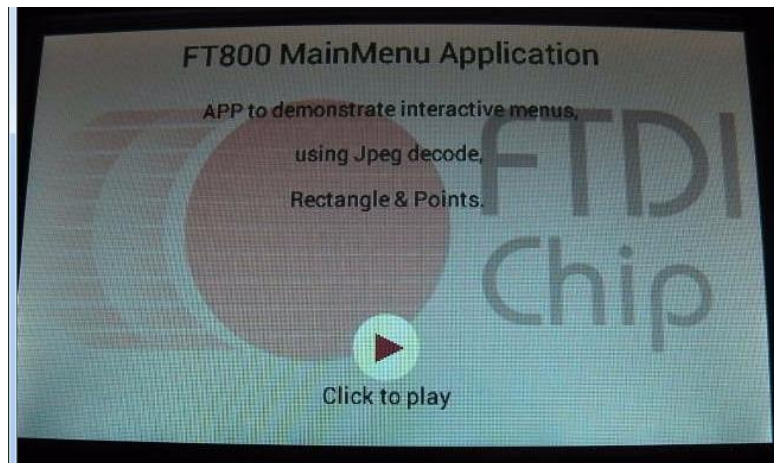 FT800 MainMenu Application
APP to demonstrate interactive menus,
using Jpeg decode,
Rectangle & Points.
FTDI
Chip
Click to play